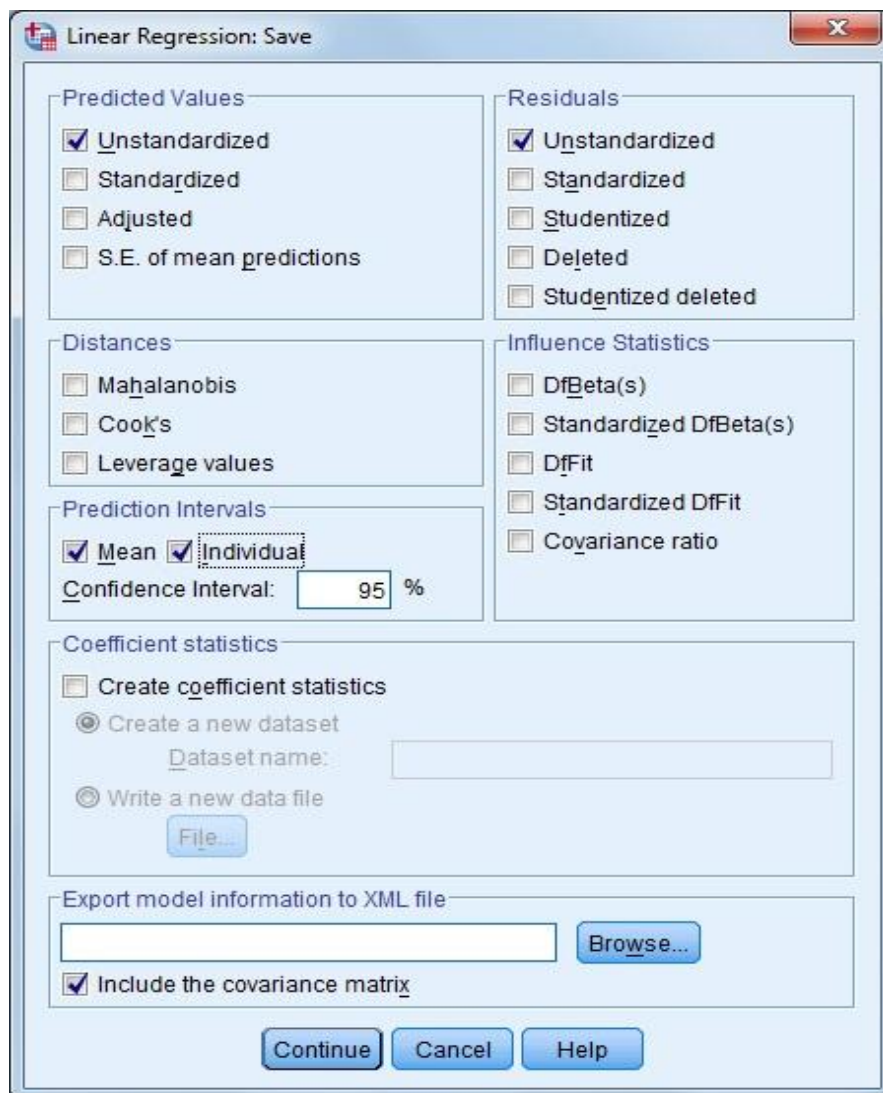 Linear Regression: Save
Predicted Values
Unstandardized
Standardized
Adjusted
S.E. of mean predictions
Residuals
Unstandardized
Standardized
Studentized
Deleted
Studentized deleted
Distances
Mahalanobis
Cook's
Leverage values
Influence Statistics
DfBeta(s)
Standardized DfBeta(s)
DfFit
Standardized DfFit
Covariance ratio
Prediction Intervals
Mean Individual
Confidence Interval: 95 %
Coefficient statistics
Create coefficient statistics
Create a new dataset
Dataset name:
Write a new data file
File...
Export model information to XML file
Browse...
Include the covariance matrix
Continue Cancel Help